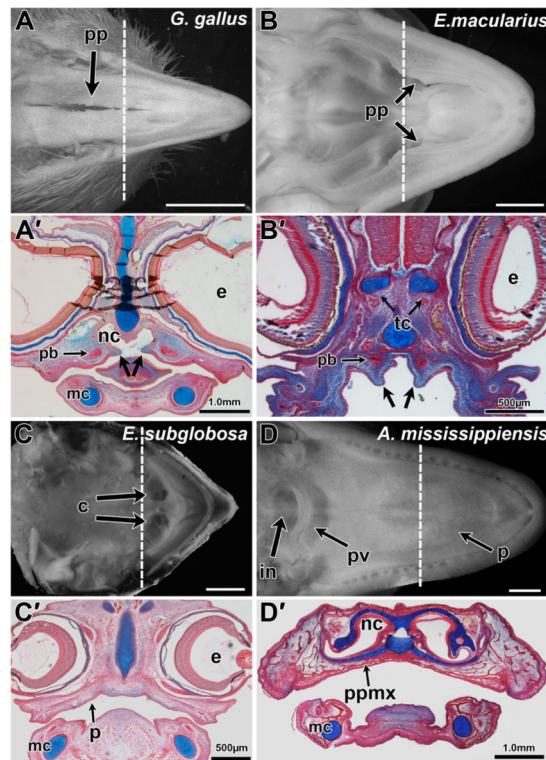 A G. gallus
pp
B E.macularius
pp
A′
e
nc
pb
mc
1.0mm
B′
e
tc
pb
500µm
C E. subglobosa
c
D A. mississippiensis
in
pv
p
C′
e
p
mc
500µm
D′
nc
ppmx
mc
1.0mm